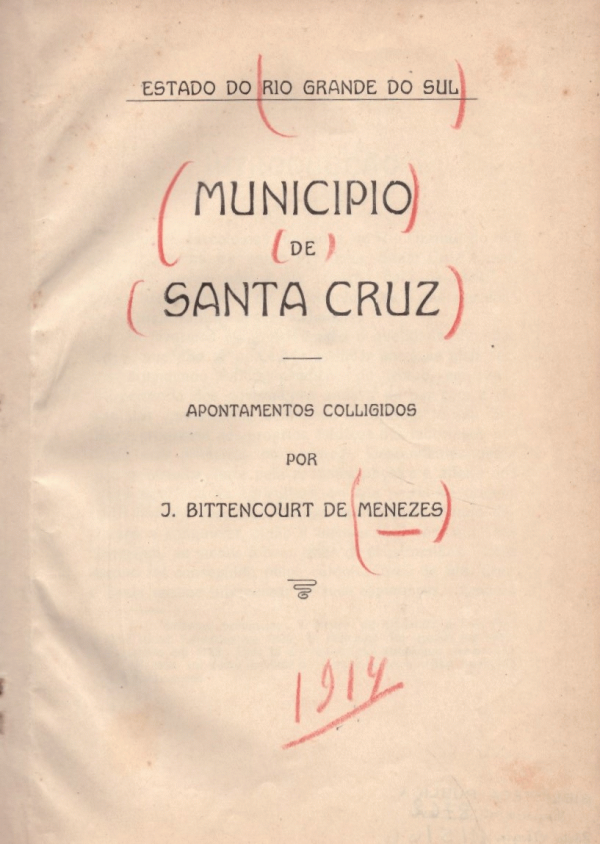 ESTADO DO (RIO GRANDE DO SUL)
(MUNICIPIO)
(DE)
(SANTA CRUZ)
APONTAMENTOS COLLIGIDOS
POR
J. BITTENCOURT DE (MENEZES)
1914